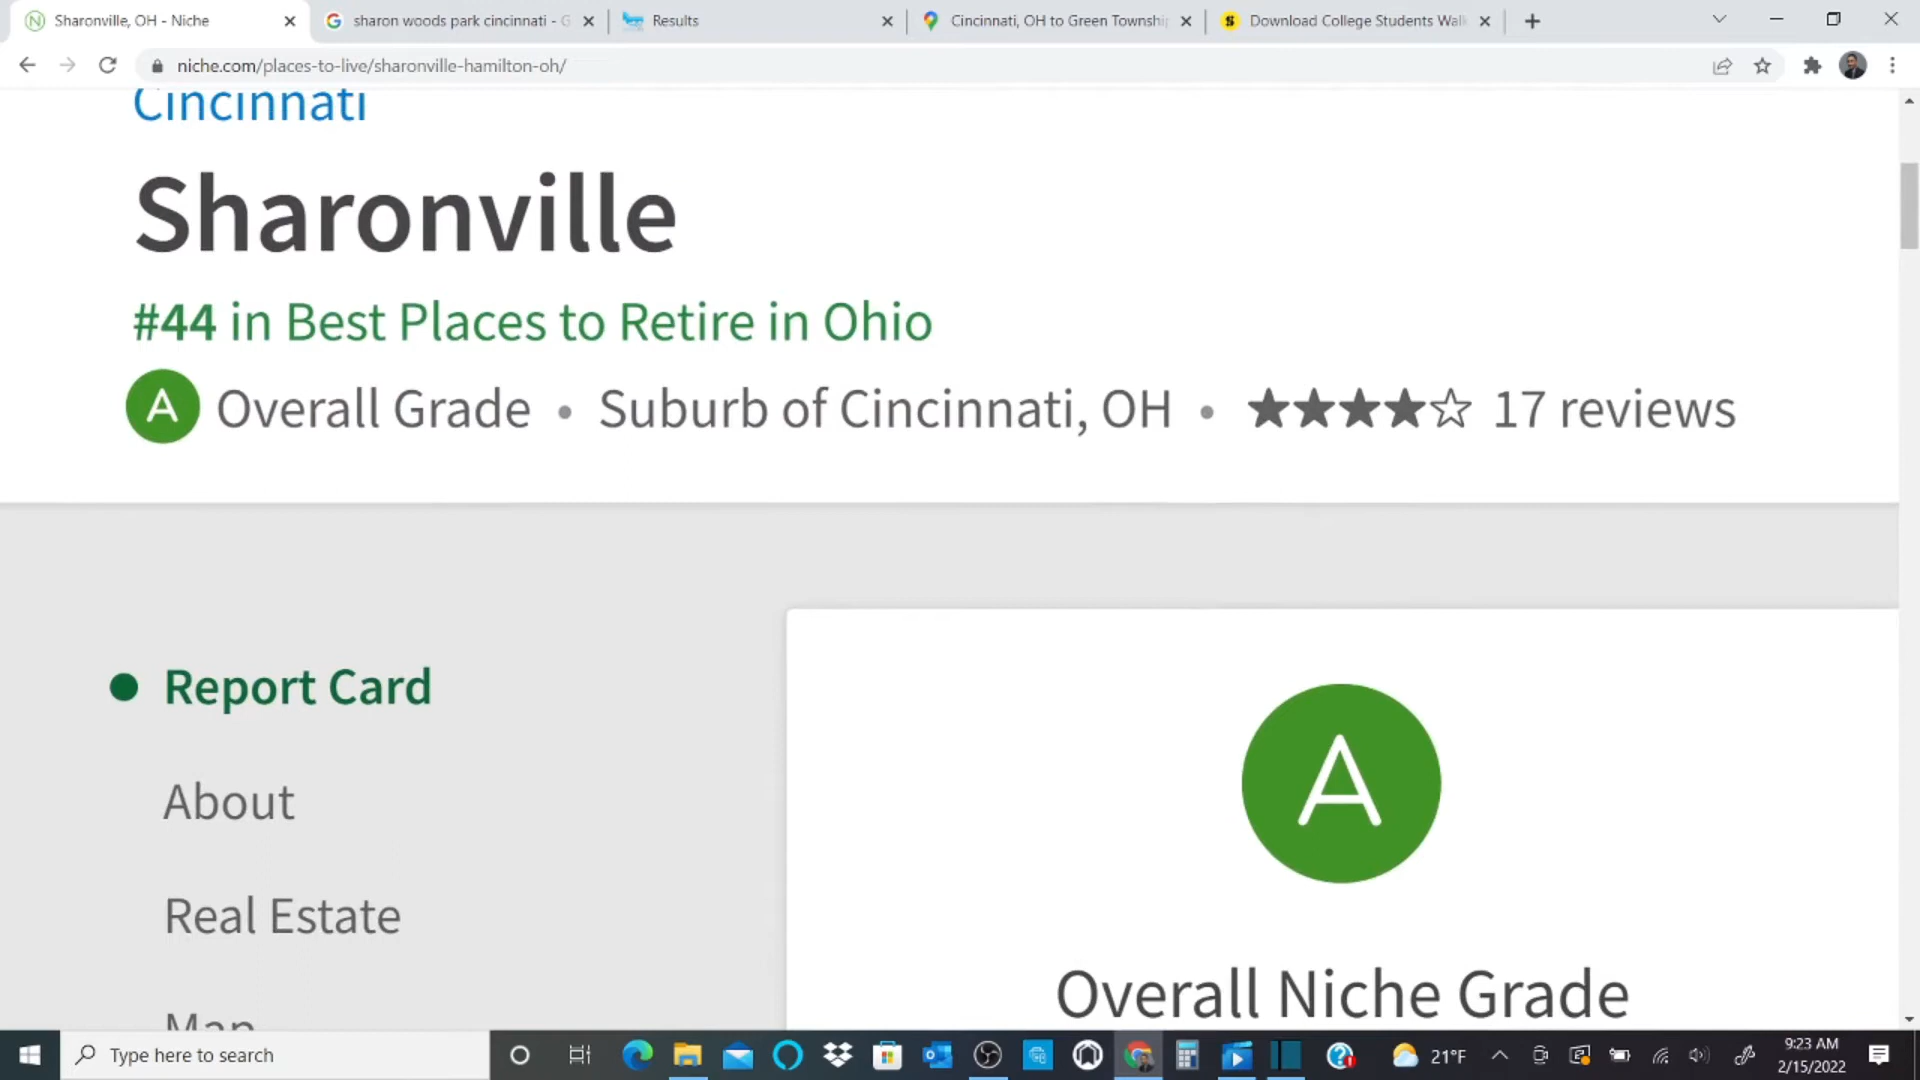 Sharonville, OH - Niche
sharon woods park cincinnati - G
Results
Cincinnati, OH to Green Township
Download College Students Walk
niche.com/places-to-live/sharonville-hamilton-oh/
Cincinnati
Sharonville
#44 in Best Places to Retire in Ohio
A Overall Grade • Suburb of Cincinnati, OH • ★★★★☆ 17 reviews
Report Card
About
Real Estate
Map
A
Overall Niche Grade
Type here to search
21°F
9:23 AM
2/15/2022